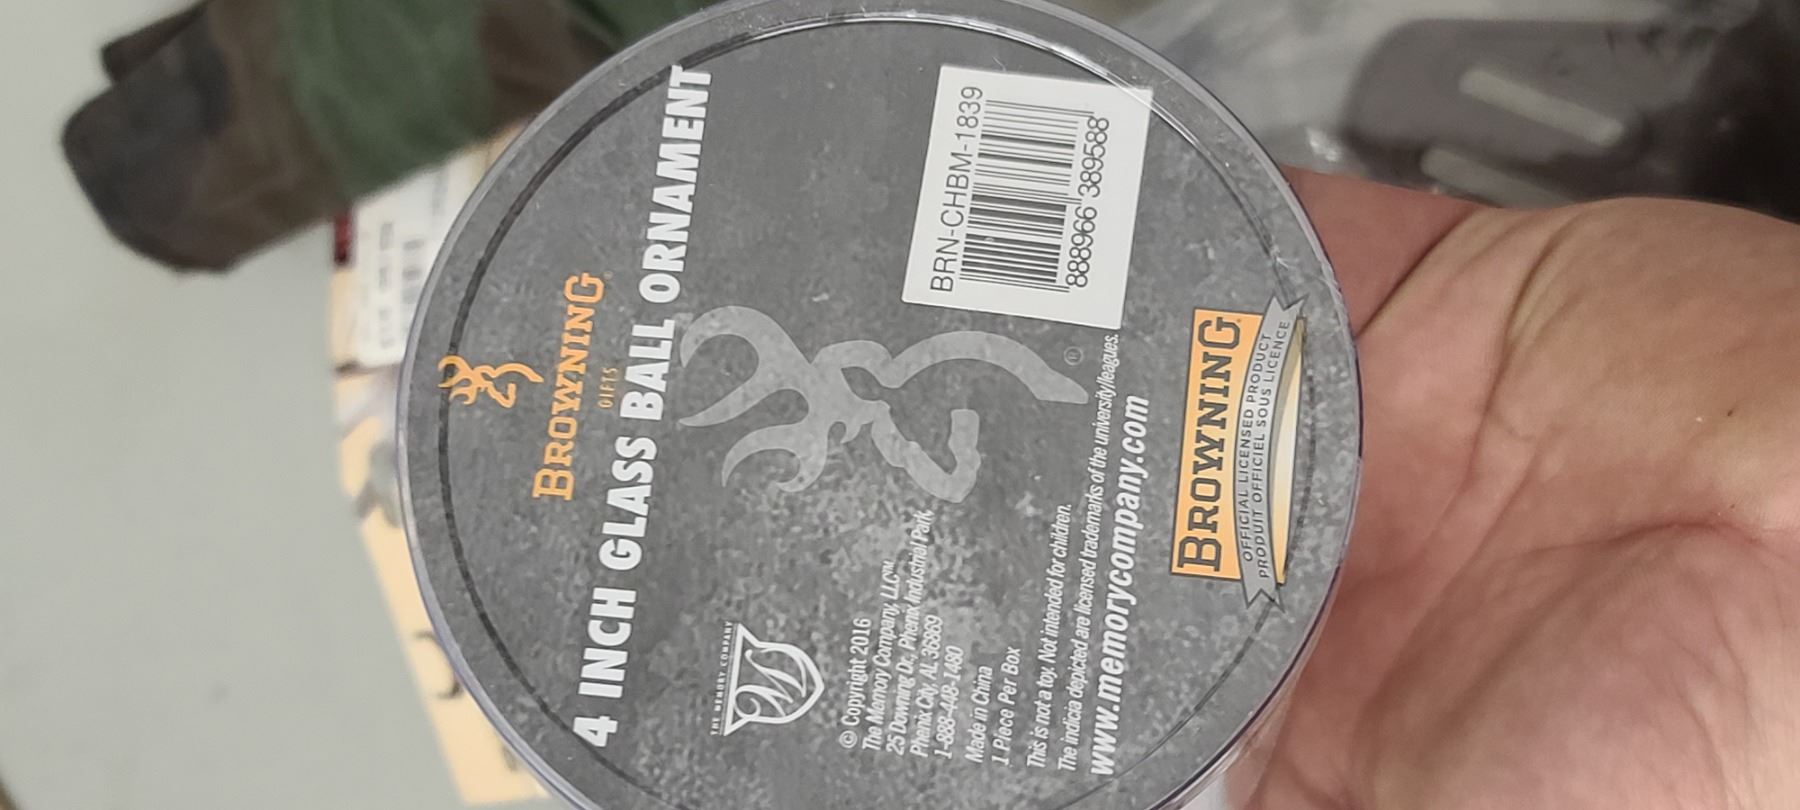 BROWNING
GIFTS
4 INCH GLASS BALL ORNAMENT
BRN-CHBM-1839
888966 389588
®
THE MEMORY COMPANY
© Copyright 2016
The Memory Company, LLC™
25 Downing Dr., Phenix Industrial Park,
Phenix City, AL 36869
1-888-448-1480
Made in China
1 Piece Per Box
This is not a toy. Not intended for children.
The indicia depicted are licensed trademarks of the university/leagues.
www.memorycompany.com
BROWNING
OFFICIAL LICENSED PRODUCT
PRODUIT OFFICIEL SOUS LICENCE